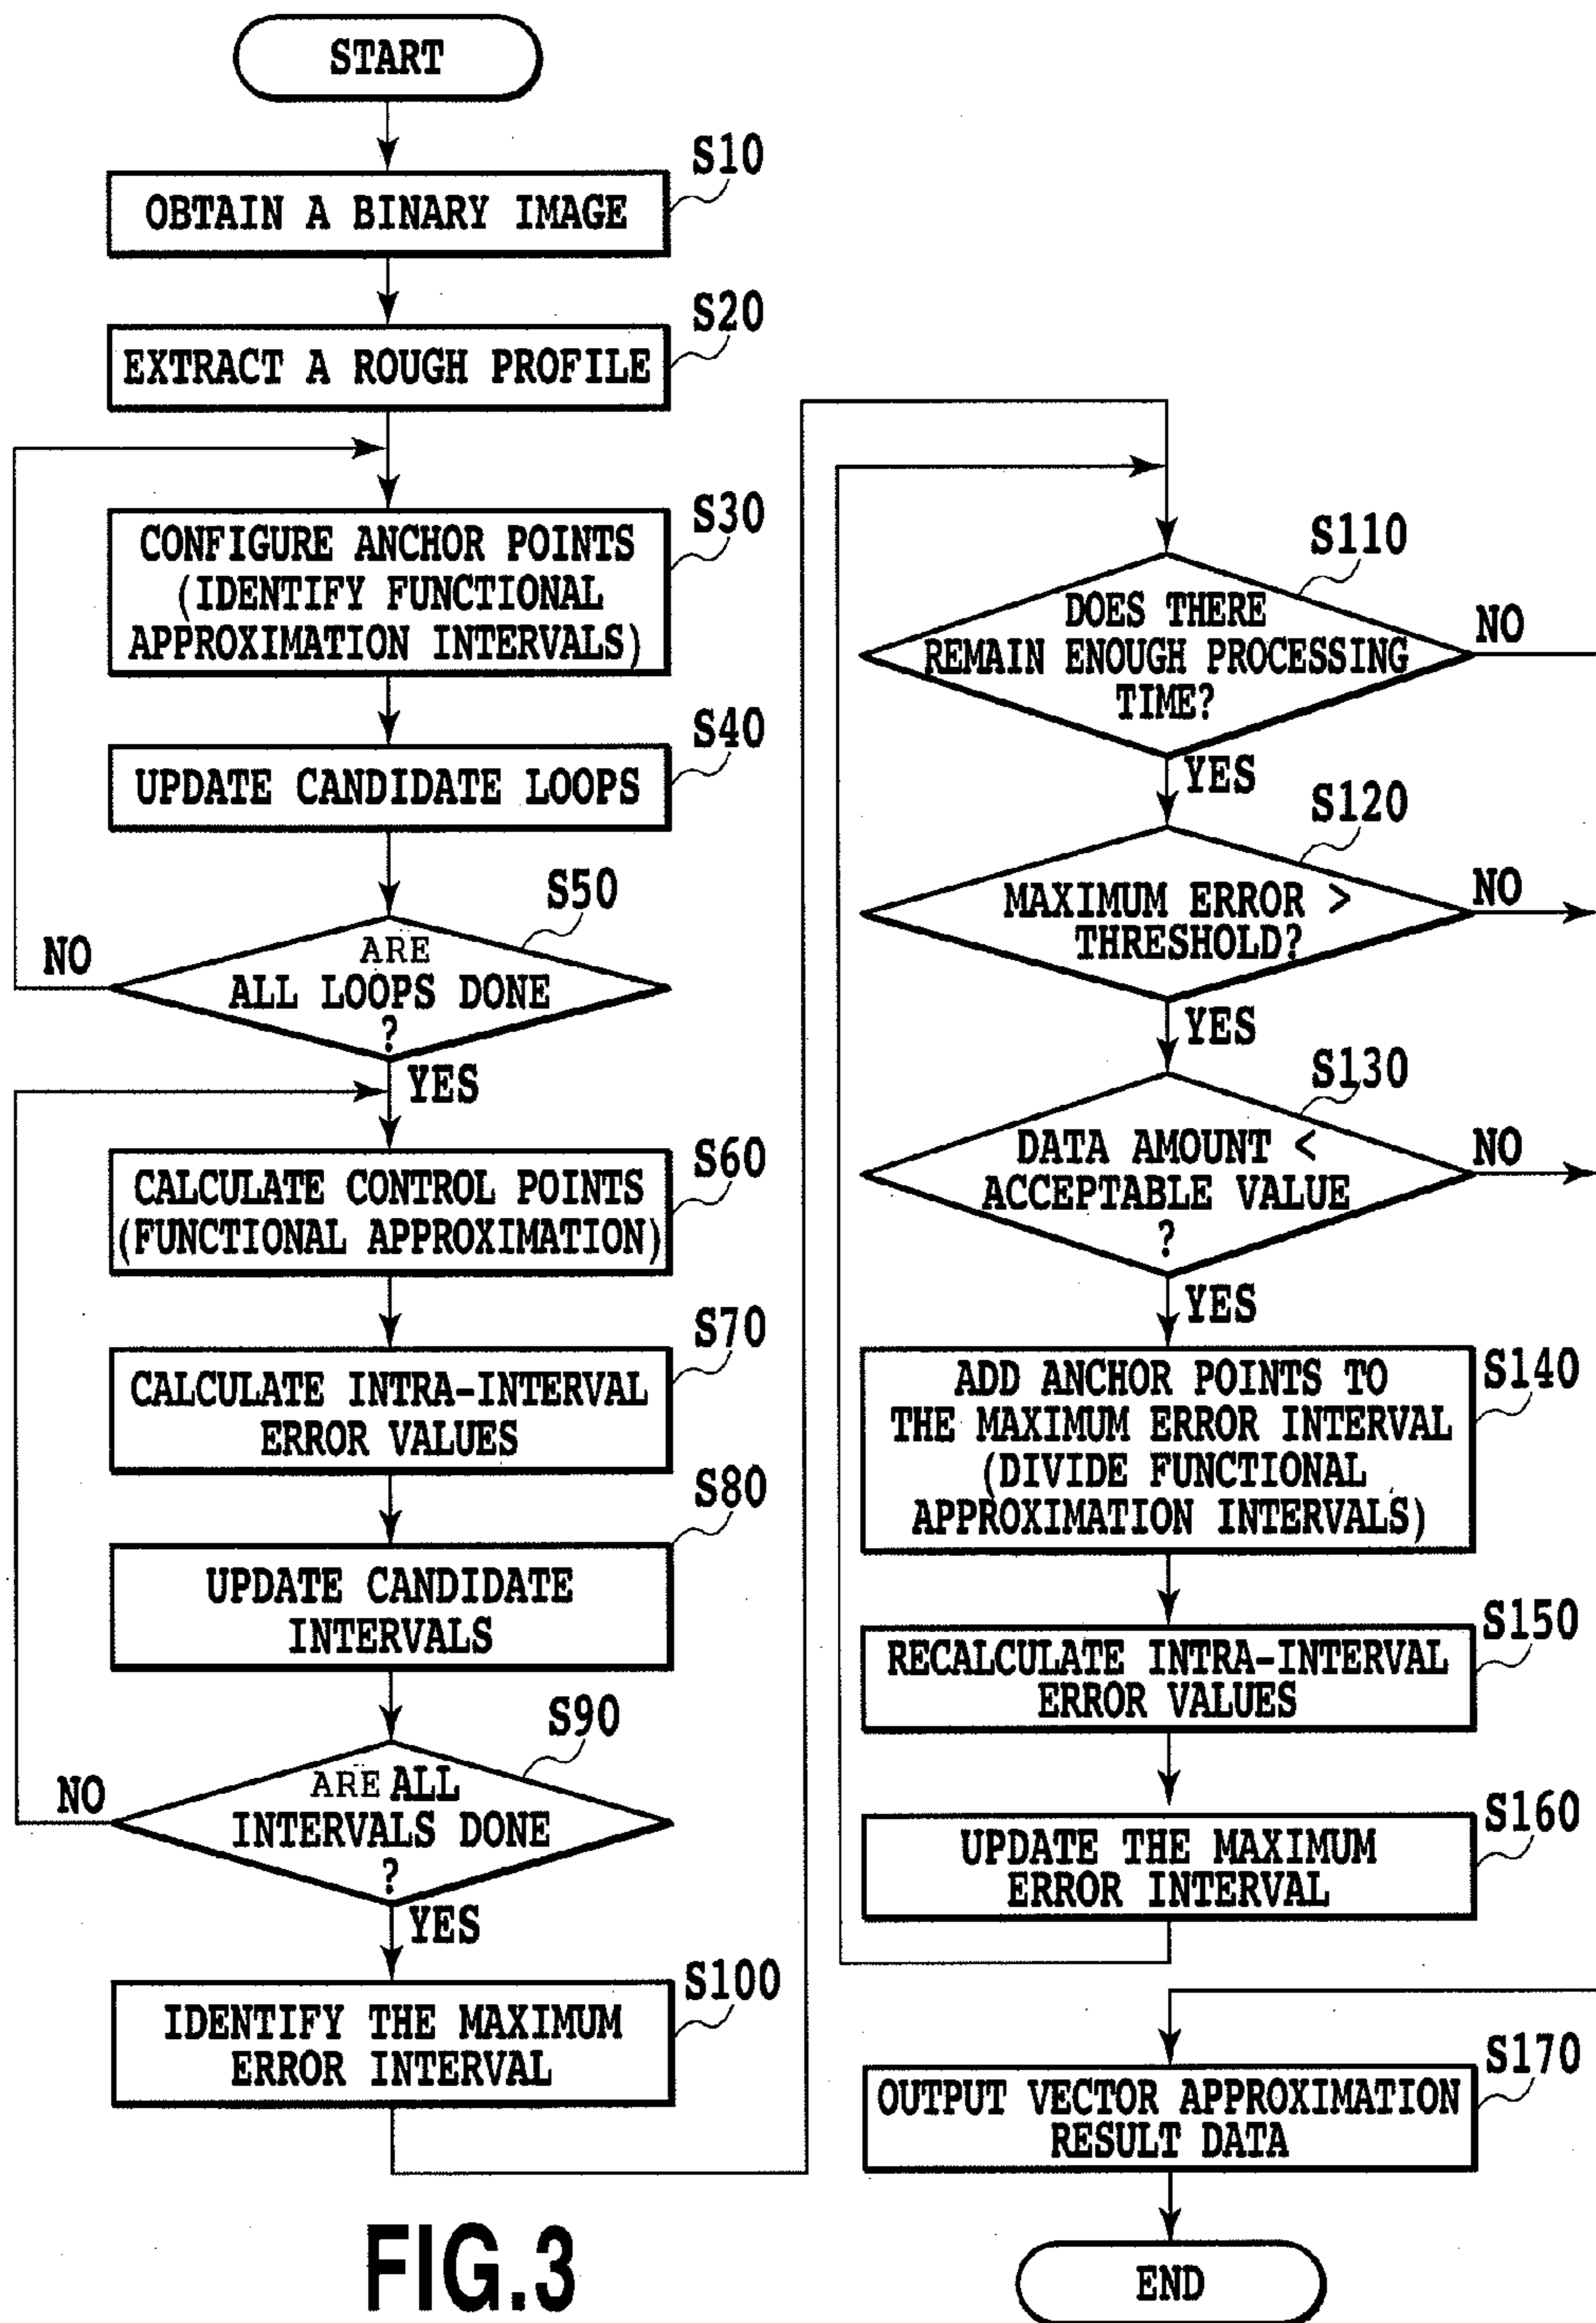 START
S10
OBTAIN A BINARY IMAGE
S20
EXTRACT A ROUGH PROFILE
S30
CONFIGURE ANCHOR POINTS
(IDENTIFY FUNCTIONAL
APPROXIMATION INTERVALS)
S40
UPDATE CANDIDATE LOOPS
S50
ARE
ALL LOOPS DONE
?
NO
YES
S60
CALCULATE CONTROL POINTS
(FUNCTIONAL APPROXIMATION)
S70
CALCULATE INTRA-INTERVAL
ERROR VALUES
S80
UPDATE CANDIDATE
INTERVALS
S90
ARE ALL
INTERVALS DONE
?
NO
YES
S100
IDENTIFY THE MAXIMUM
ERROR INTERVAL
S110
DOES THERE
REMAIN ENOUGH PROCESSING
TIME?
NO
YES
S120
MAXIMUM ERROR >
THRESHOLD?
NO
YES
S130
DATA AMOUNT <
ACCEPTABLE VALUE
?
NO
YES
S140
ADD ANCHOR POINTS TO
THE MAXIMUM ERROR INTERVAL
(DIVIDE FUNCTIONAL
APPROXIMATION INTERVALS)
S150
RECALCULATE INTRA-INTERVAL
ERROR VALUES
S160
UPDATE THE MAXIMUM
ERROR INTERVAL
S170
OUTPUT VECTOR APPROXIMATION
RESULT DATA
END
FIG.3